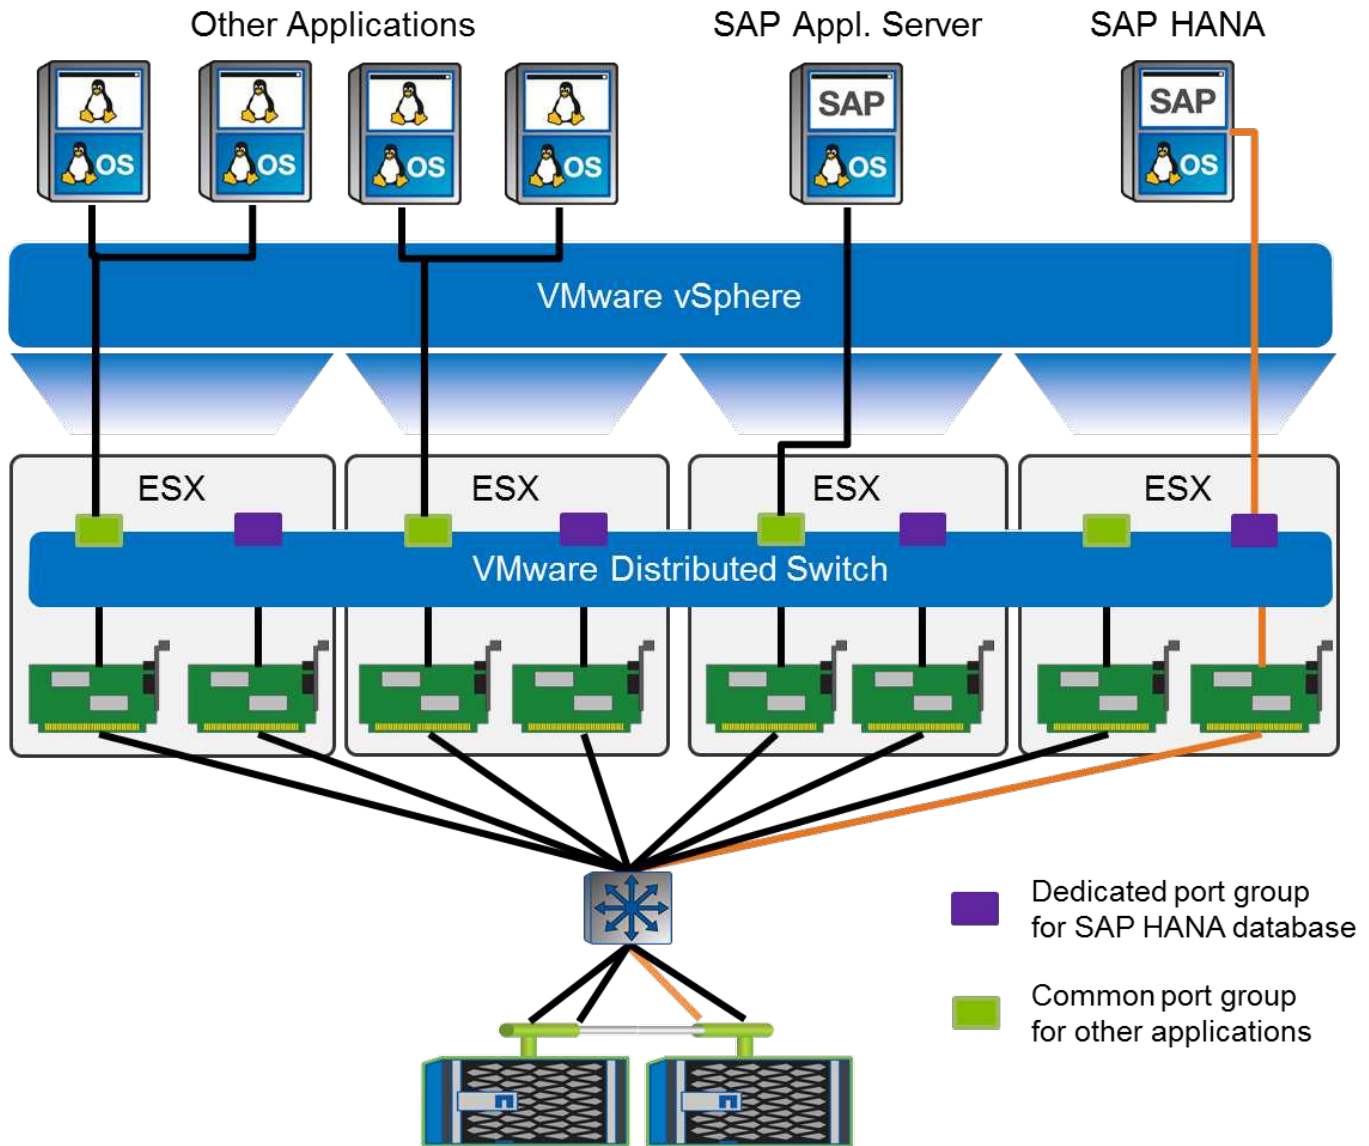 Other Applications
SAP Appl. Server
SAP HANA
SAP
SAP
OS
OS
OS
OS
OS
OS
VMware vSphere
ESX
ESX
ESX
ESX
VMware Distributed Switch
Dedicated port group
for SAP HANA database
Common port group
for other applications